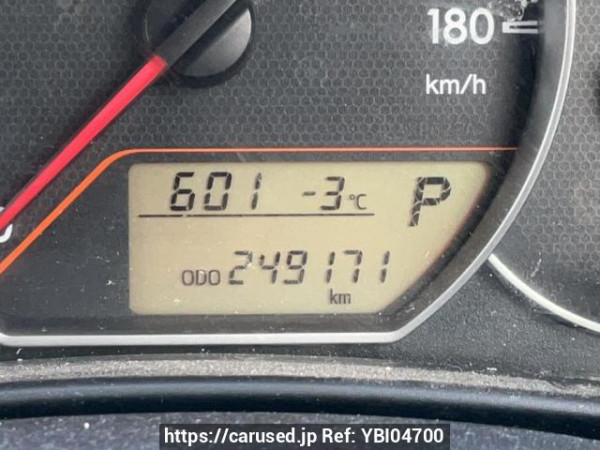 180
km/h
601 -3°C P
ODO 249171
km
https://carused.jp Ref: YBI04700